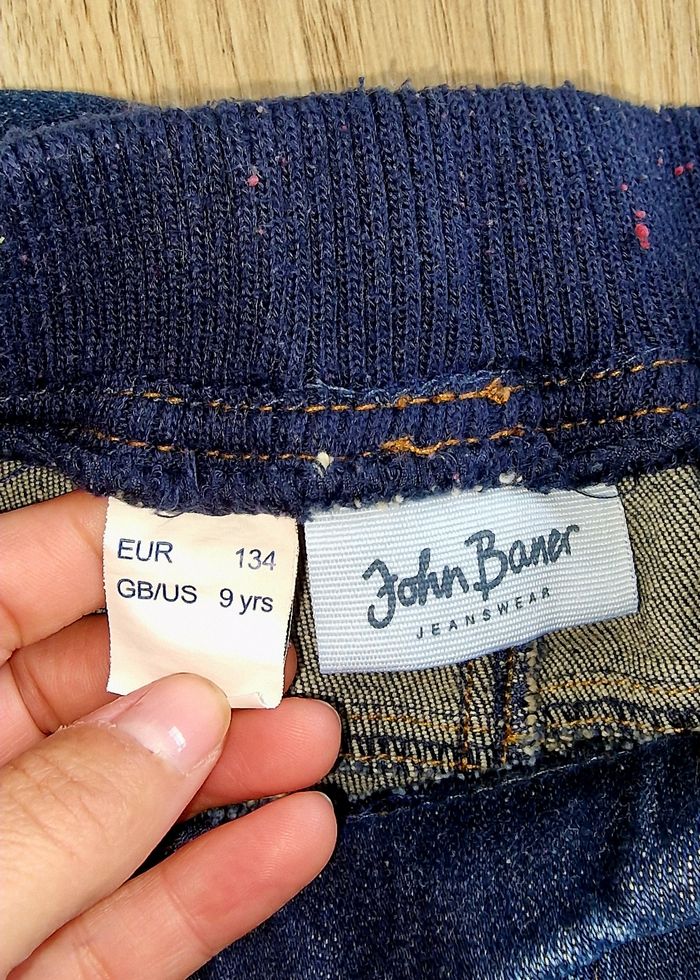 EUR 134
GB/US 9 yrs
John Baner
JEANSWEAR